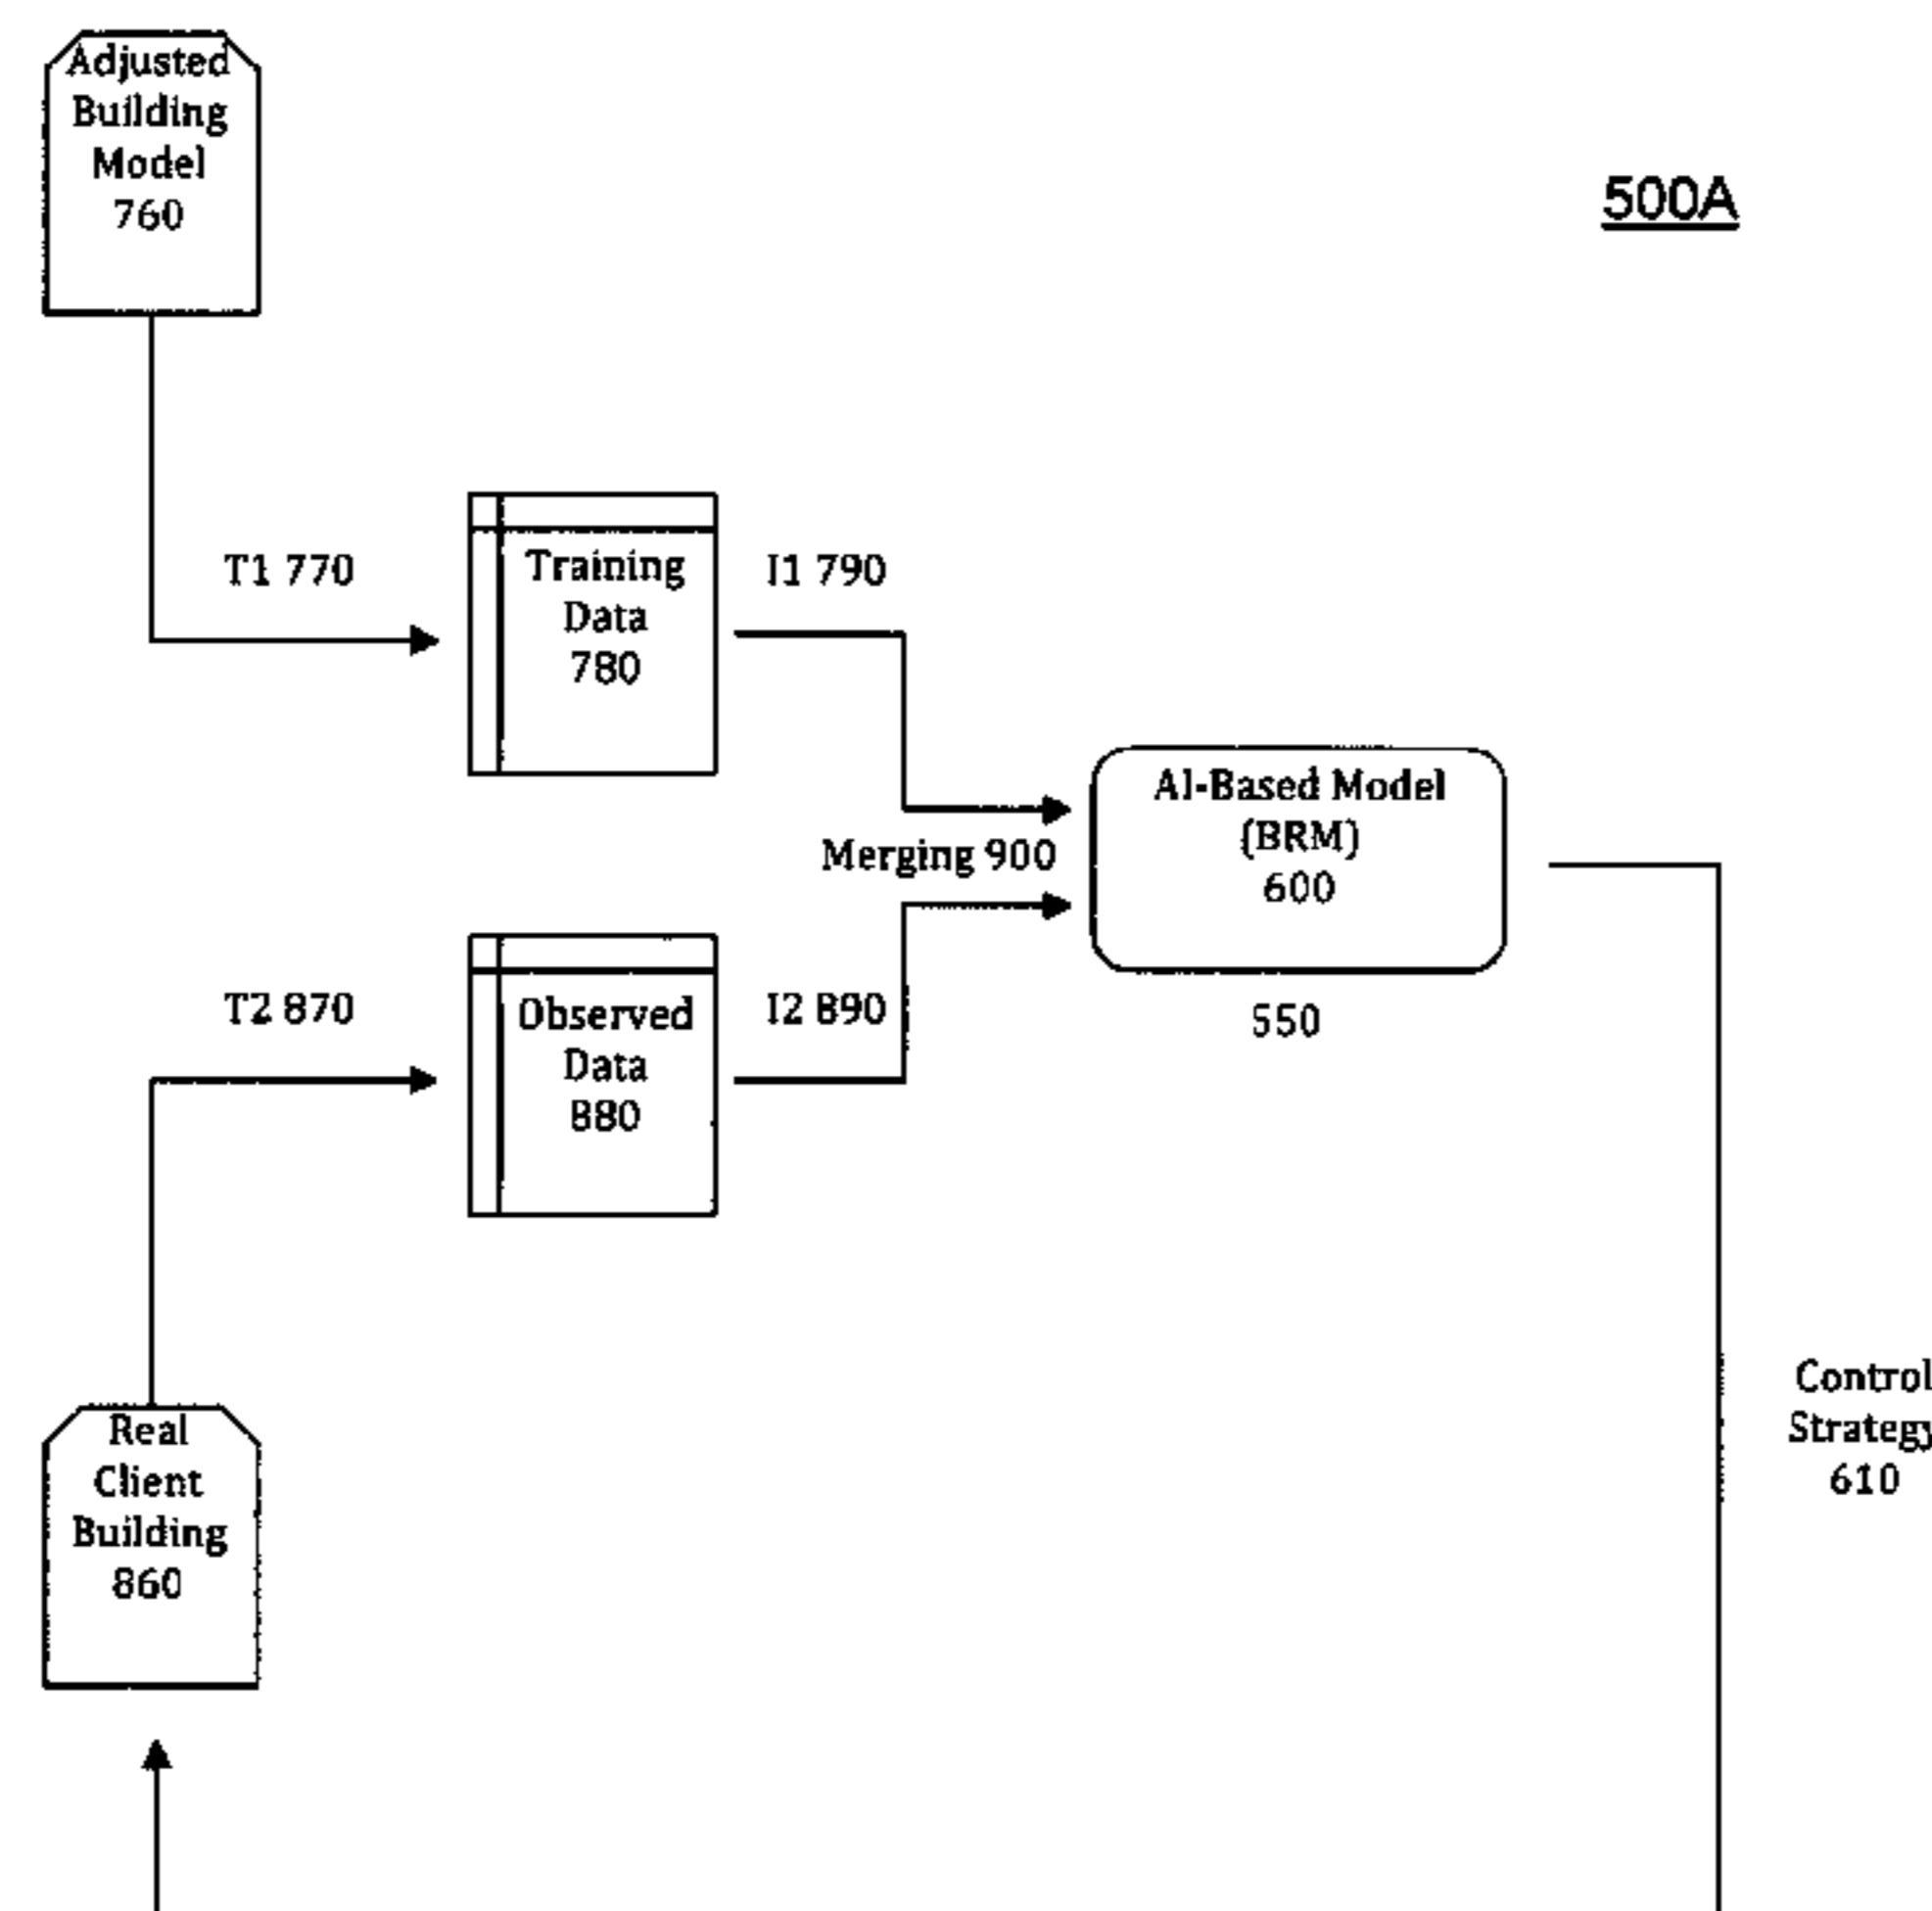 Adjusted
Building
Model
760
500A
T1 770
Training
Data
780
I1 790
AI-Based Model
(BRM)
600
Merging 900
550
T2 870
Observed
Data
880
I2 890
Control
Strategy
610
Real
Client
Building
860